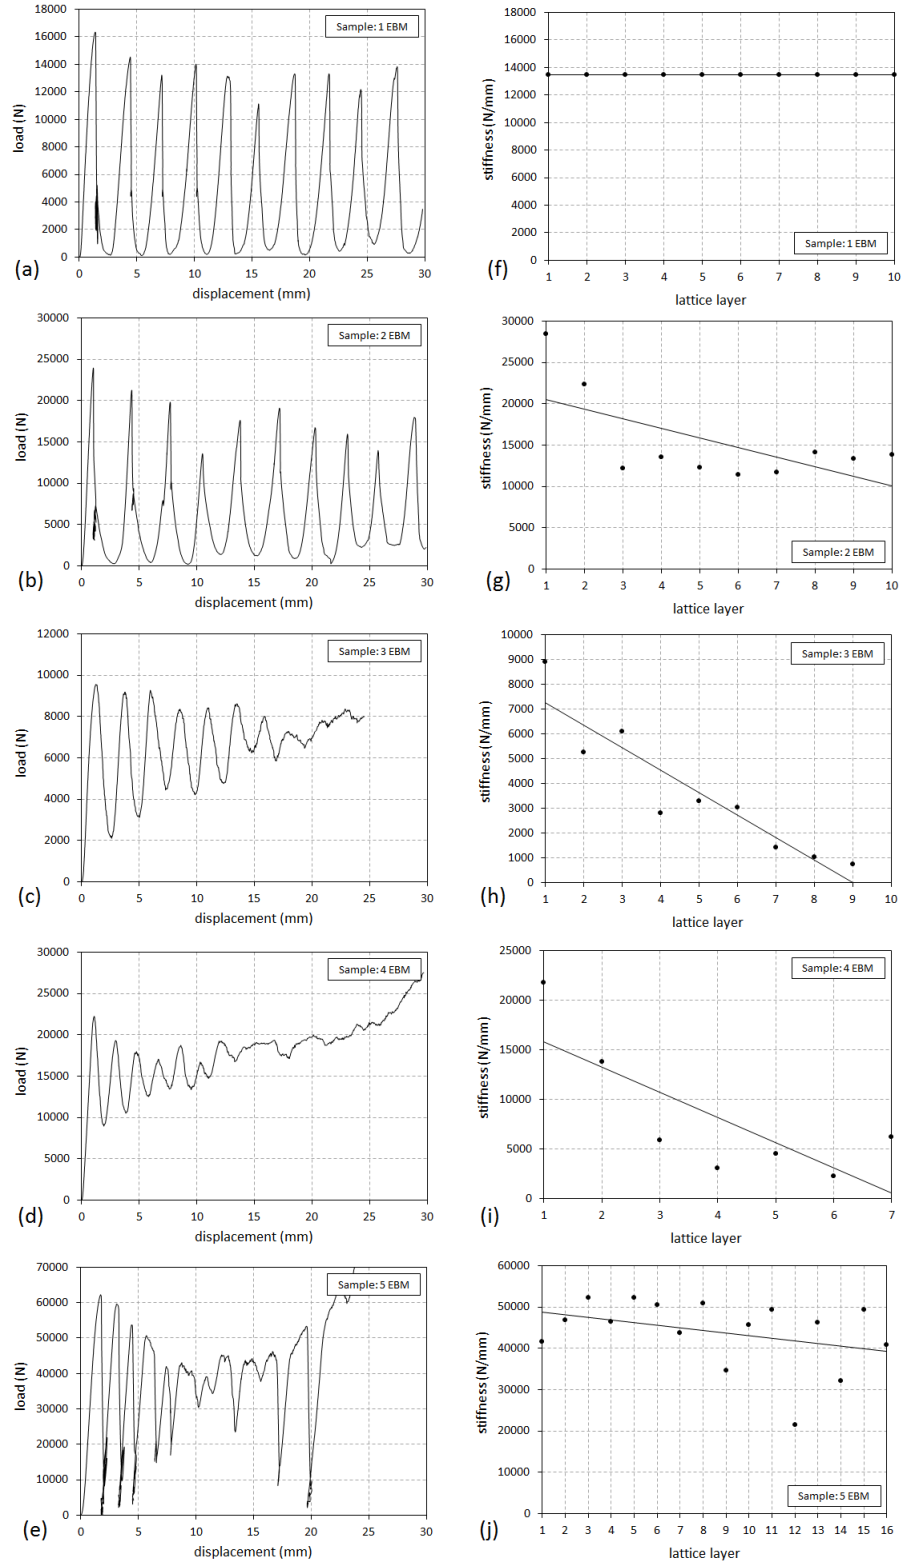 Sample: 1 EBM
load (N)
18000
16000
14000
12000
10000
8000
6000
4000
2000
0
0 5 10 15 20 25 30
displacement (mm)
(a)
stiffness (N/mm)
18000
16000
14000
12000
10000
8000
6000
4000
2000
0
Sample: 1 EBM
1 2 3 4 5 6 7 8 9 10
lattice layer
(f)
Sample: 2 EBM
load (N)
30000
25000
20000
15000
10000
5000
0
0 5 10 15 20 25 30
displacement (mm)
(b)
stiffness (N/mm)
30000
25000
20000
15000
10000
5000
0
Sample: 2 EBM
1 2 3 4 5 6 7 8 9 10
lattice layer
(g)
Sample: 3 EBM
load (N)
12000
10000
8000
6000
4000
2000
0
0 5 10 15 20 25 30
displacement (mm)
(c)
Sample: 3 EBM
stiffness (N/mm)
10000
9000
8000
7000
6000
5000
4000
3000
2000
1000
0
1 2 3 4 5 6 7 8 9 10
lattice layer
(h)
Sample: 4 EBM
load (N)
30000
25000
20000
15000
10000
5000
0
0 5 10 15 20 25 30
displacement (mm)
(d)
Sample: 4 EBM
stiffness (N/mm)
25000
20000
15000
10000
5000
0
1 2 3 4 5 6 7
lattice layer
(i)
Sample: 5 EBM
load (N)
70000
60000
50000
40000
30000
20000
10000
0
0 5 10 15 20 25 30
displacement (mm)
(e)
stiffness (N/mm)
60000
50000
40000
30000
20000
10000
0
Sample: 5 EBM
1 2 3 4 5 6 7 8 9 10 11 12 13 14 15 16
lattice layer
(j)